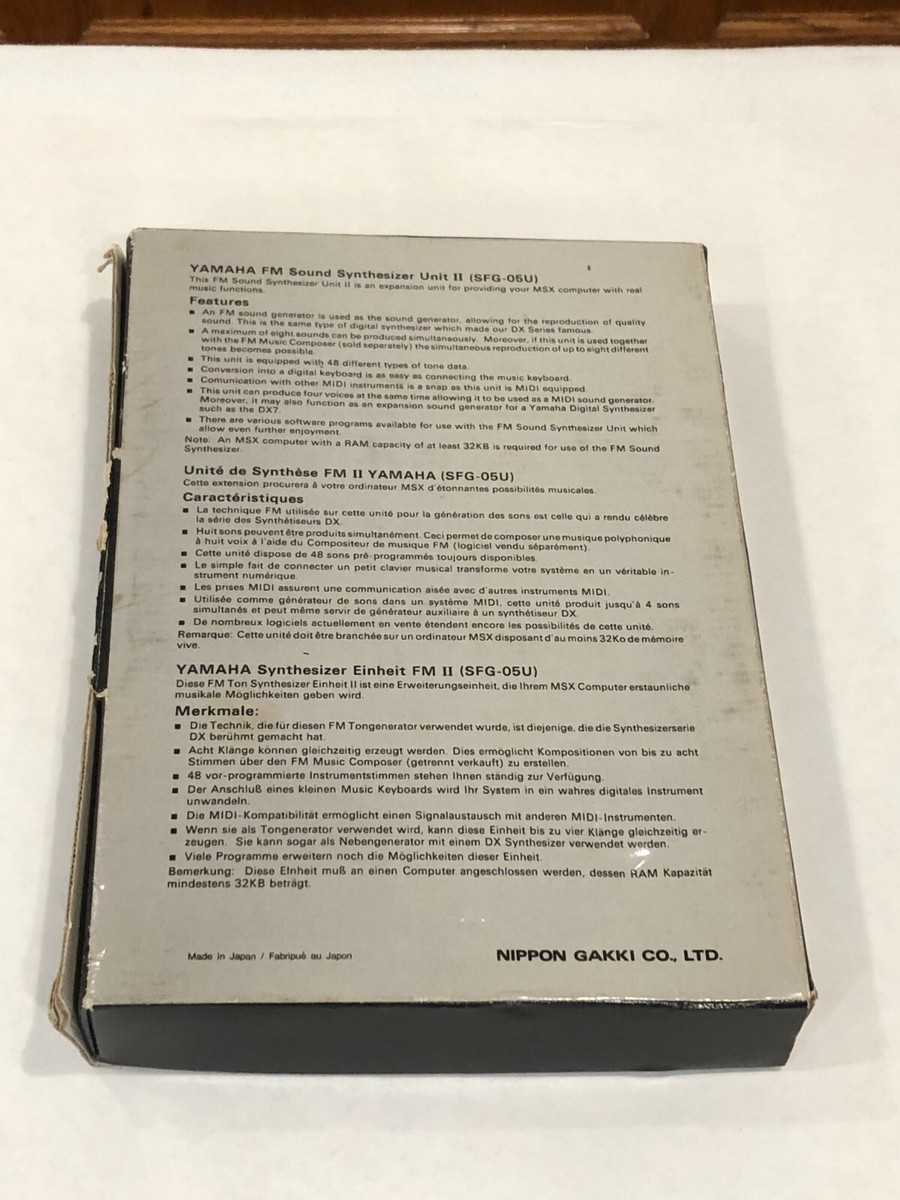 YAMAHA FM Sound Synthesizer Unit II (SFG-05U)
This FM Sound Synthesizer Unit II is an expansion unit for providing your MSX computer with real
music functions.
Features
■ An FM sound generator is used as the sound generator, allowing for the reproduction of quality
sound. This is the same type of digital synthesizer which made our DX Series famous.
■ A maximum of eight sounds can be produced simultaneously. Moreover, if this unit is used together
with the FM Music Composer (sold separately) the simultaneous reproduction of up to eight different
tones becomes possible.
■ This unit is equipped with 48 different types of tone data.
■ Conversion into a digital keyboard is as easy as connecting the music keyboard.
■ Comunication with other MIDI instruments is a snap as this unit is MIDI equipped.
■ This unit can produce four voices at the same time allowing it to be used as a MIDI sound generator.
Moreover, it may also function as an expansion sound generator for a Yamaha Digital Synthesizer
such as the DX7.
■ There are various software programs available for use with the FM Sound Synthesizer Unit which
allow even further enjoyment.
Note: An MSX computer with a RAM capacity of at least 32KB is required for use of the FM Sound
Synthesizer.
Unité de Synthèse FM II YAMAHA (SFG-05U)
Cette extension procurera à votre ordinateur MSX d'étonnantes possibilités musicales.
Caractéristiques
■ La technique FM utilisée sur cette unité pour la génération des sons est celle qui a rendu célèbre
la série des Synthétiseurs DX.
■ Huit sons peuvent être produits simultanément. Ceci permet de composer une musique polyphonique
à huit voix à l'aide du Compositeur de musique FM (logiciel vendu séparément).
■ Cette unité dispose de 48 sons pré-programmés toujours disponibles.
■ Le simple fait de connecter un petit clavier musical transforme votre système en un véritable in-
strument numérique.
■ Les prises MIDI assurent une communication aisée avec d'autres instruments MIDI.
■ Utilisée comme générateur de sons dans un système MIDI, cette unité produit jusqu'à 4 sons
simultanés et peut même servir de générateur auxiliaire à un synthétiseur DX.
■ De nombreux logiciels actuellement en vente étendent encore les possibilités de cette unité.
Remarque: Cette unité doit être branchée sur un ordinateur MSX disposant d'au moins 32Ko de mémoire
vive.
YAMAHA Synthesizer Einheit FM II (SFG-05U)
Diese FM Ton Synthesizer Einheit II ist eine Erweiterungseinheit, die Ihrem MSX Computer erstaunliche
musikale Möglichkeiten geben wird.
Merkmale:
■ Die Technik, die für diesen FM Tongenerator verwendet wurde, ist diejenige, die die Synthesizerserie
DX berühmt gemacht hat.
■ Acht Klänge können gleichzeitig erzeugt werden. Dies ermöglicht Kompositionen von bis zu acht
Stimmen über den FM Music Composer (getrennt verkauft) zu erstellen.
■ 48 vor-programmierte Instrumentstimmen stehen Ihnen ständig zur Verfügung.
■ Der Anschluß eines kleinen Music Keyboards wird Ihr System in ein wahres digitales Instrument
unwandeln.
■ Die MIDI-Kompatibilität ermöglicht einen Signalaustausch mit anderen MIDI-Instrumenten.
■ Wenn sie als Tongenerator verwendet wird, kann diese Einheit bis zu vier Klänge gleichzeitig er-
zeugen. Sie kann sogar als Nebengenerator mit einem DX Synthesizer verwendet werden.
■ Viele Programme erweitern noch die Möglichkeiten dieser Einheit.
Bemerkung: Diese Einheit muß an einen Computer angeschlossen werden, dessen RAM Kapazität
mindestens 32KB beträgt.
Made in Japan / Fabriqué au Japon
NIPPON GAKKI CO., LTD.